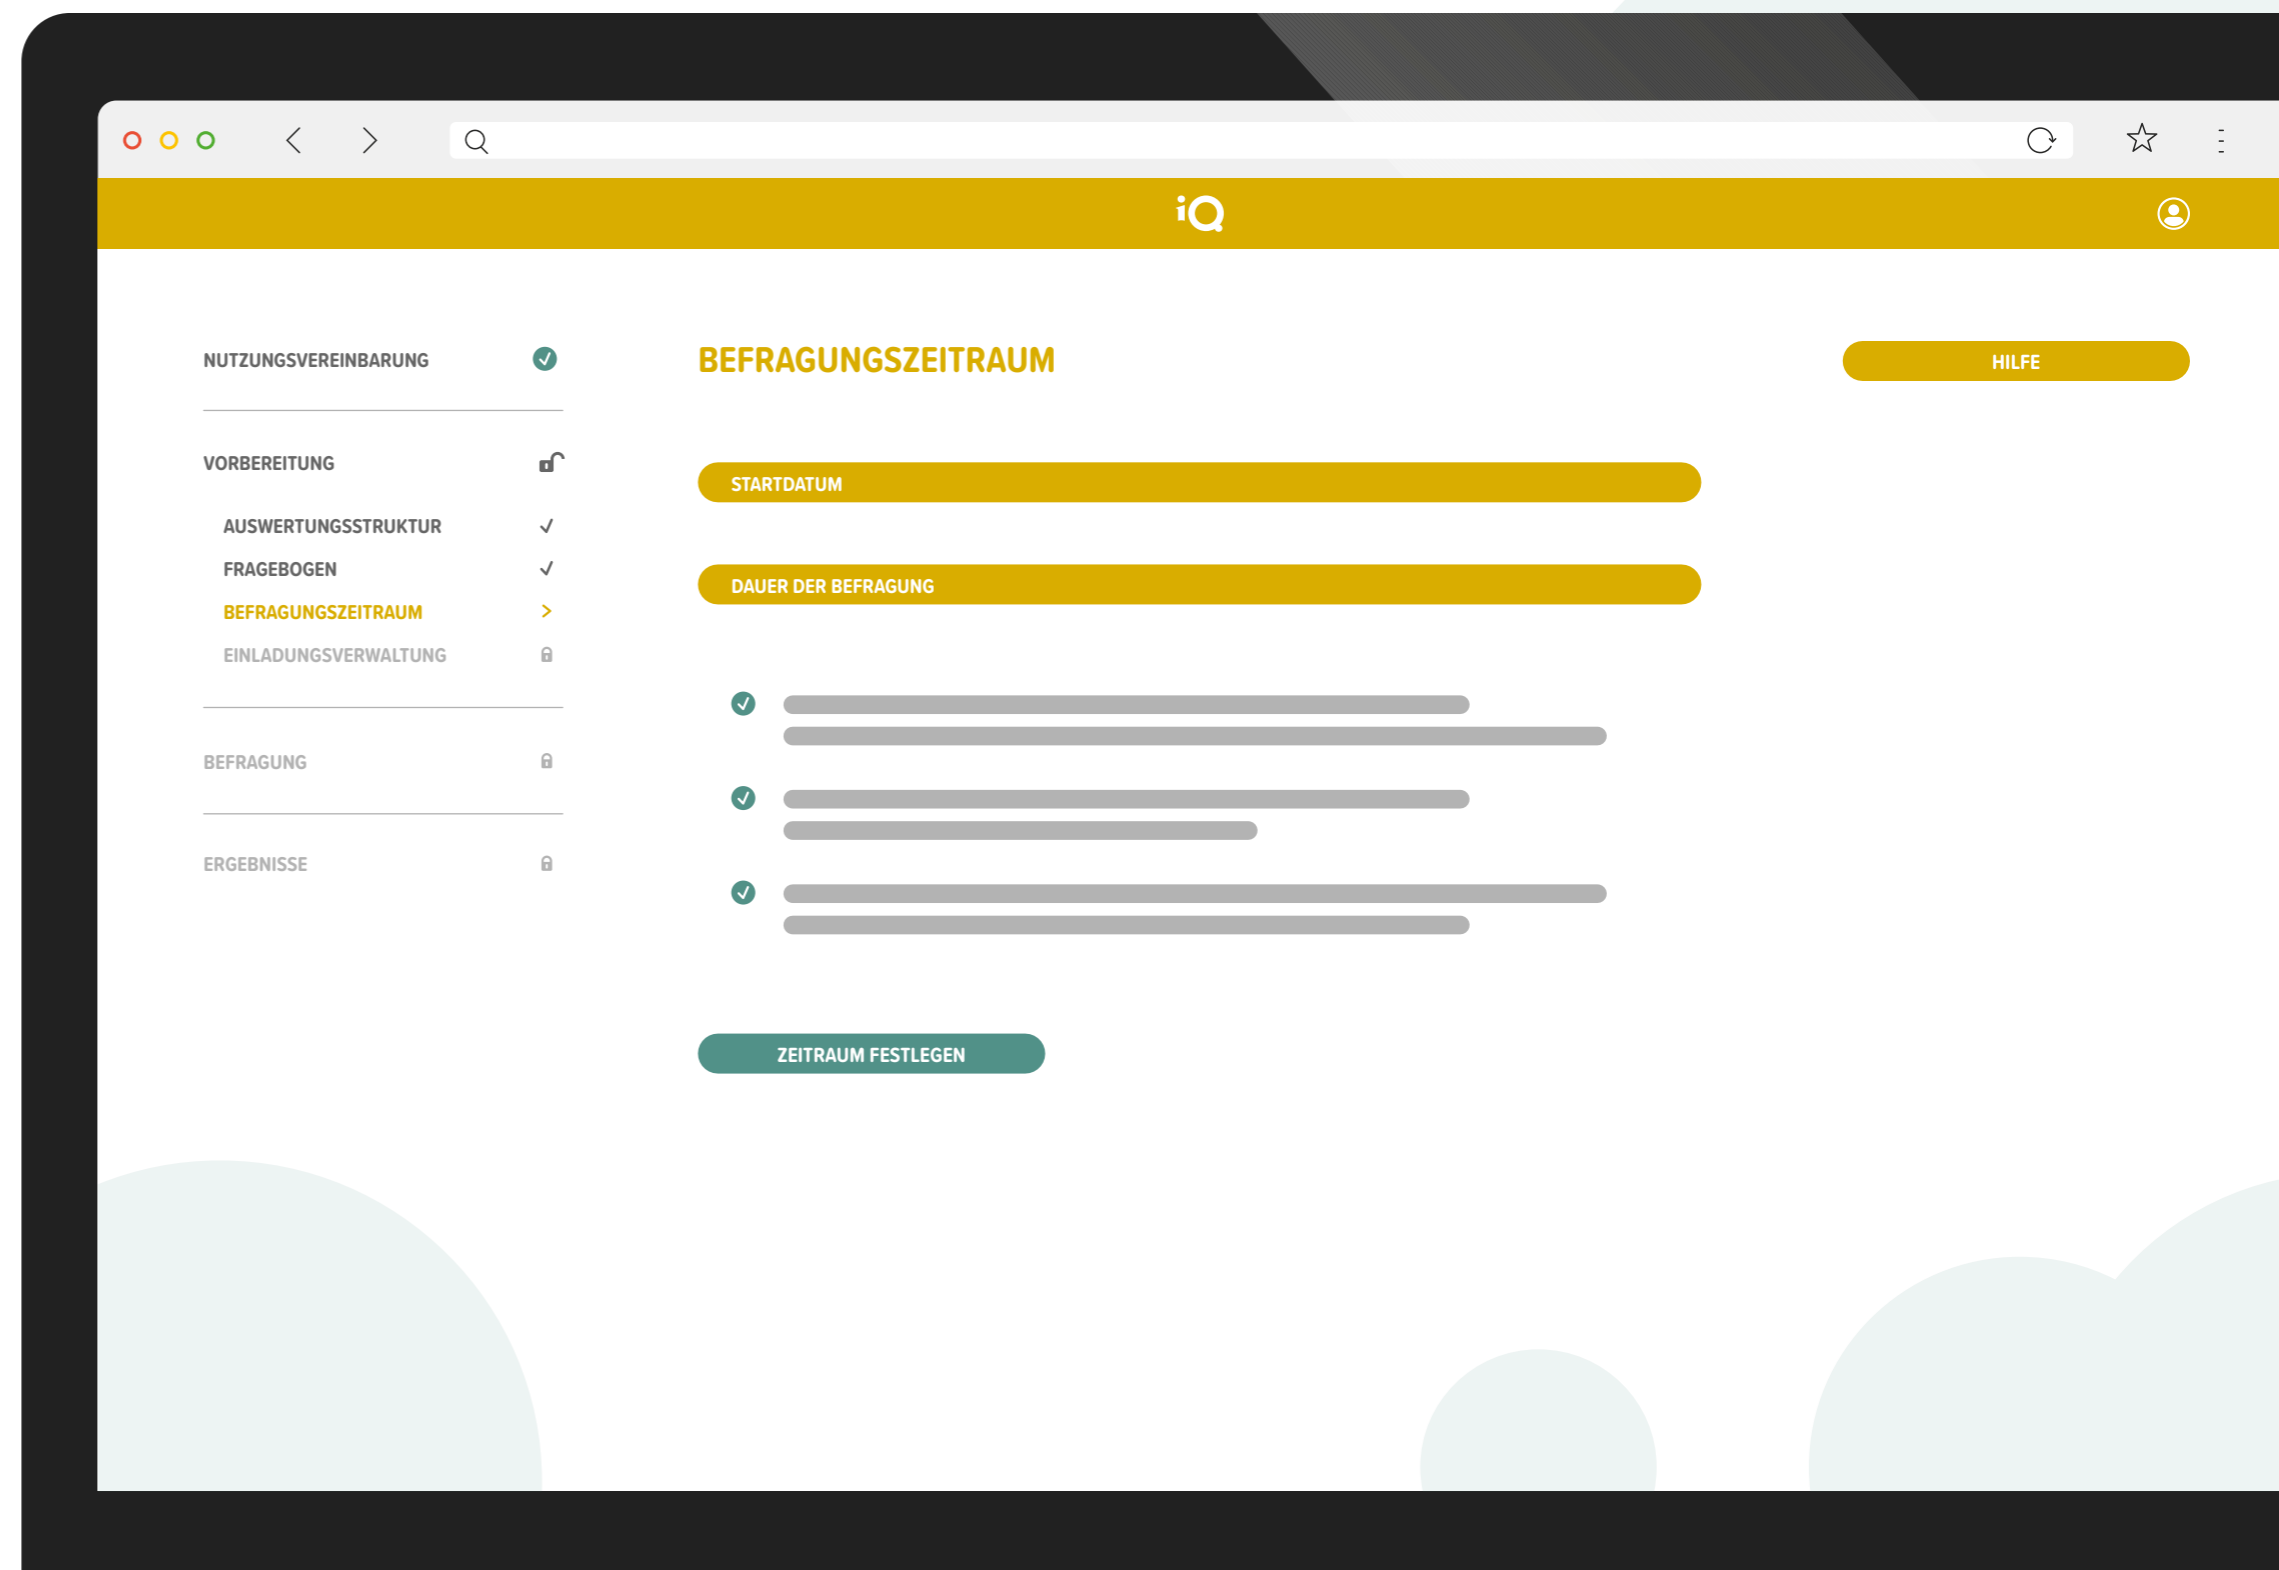 iQ
NUTZUNGSVEREINBARUNG
VORBEREITUNG
AUSWERTUNGSSTRUKTUR
FRAGEBOGEN
BEFRAGUNGSZEITRAUM
EINLADUNGSVERWALTUNG
BEFRAGUNG
ERGEBNISSE
BEFRAGUNGSZEITRAUM
HILFE
STARTDATUM
DAUER DER BEFRAGUNG
ZEITRAUM FESTLEGEN